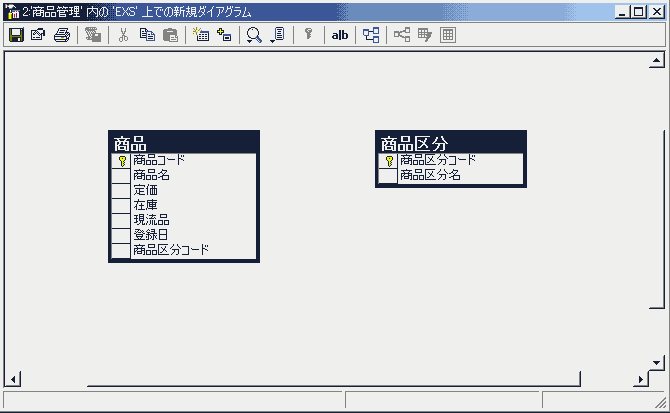 2:'商品管理' 内の 'EXS' 上での新規ダイアグラム
a|b
商品
商品コード
商品名
定価
在庫
現流品
登録日
商品区分コード
商品区分
商品区分コード
商品区分名